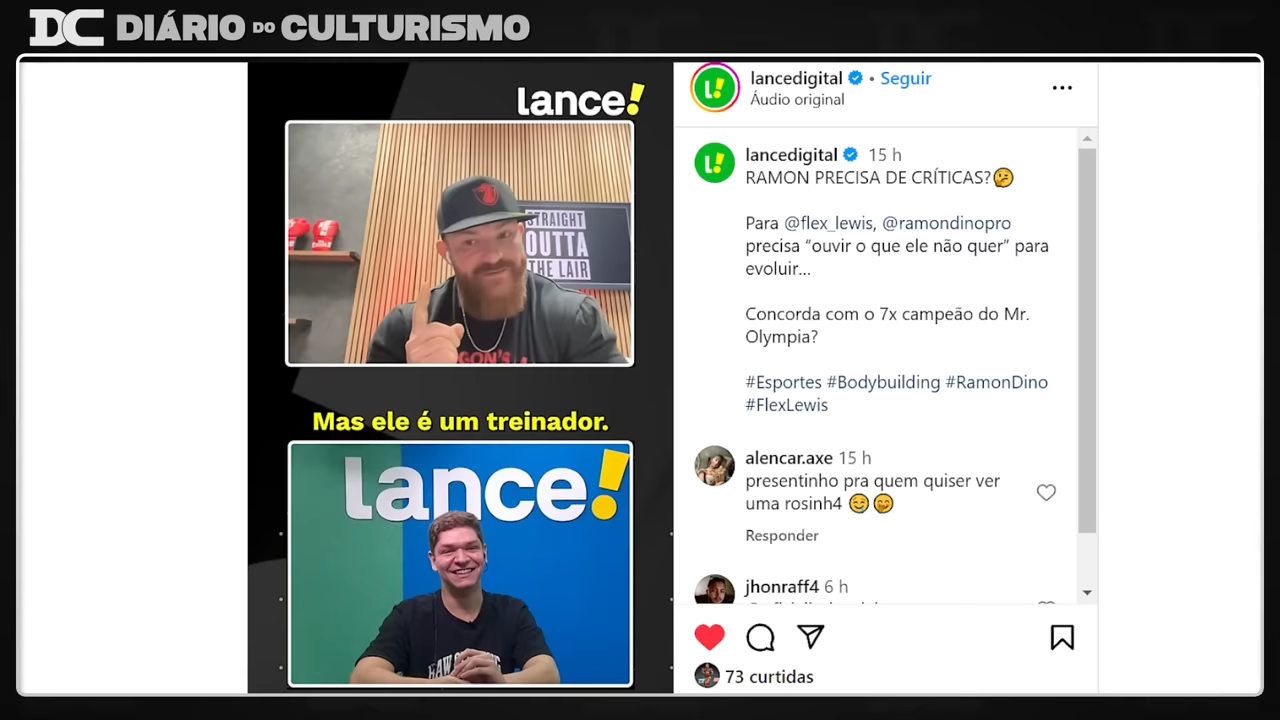 DC DIÁRIO DO CULTURISMO
lance!
STRAIGHT
OUTTA
THE LAIR
Mas ele é um treinador.
lance!
lancedigital • Seguir
Áudio original
lancedigital 15 h
RAMON PRECISA DE CRÍTICAS?🤔
Para @flex_lewis, @ramondinopro
precisa “ouvir o que ele não quer” para
evoluir...
Concorda com o 7x campeão do Mr.
Olympia?
#Esportes #Bodybuilding #RamonDino
#FlexLewis
alencar.axe 15 h
presentinho pra quem quiser ver
uma rosinh4
Responder
jhonraff4 6 h
73 curtidas